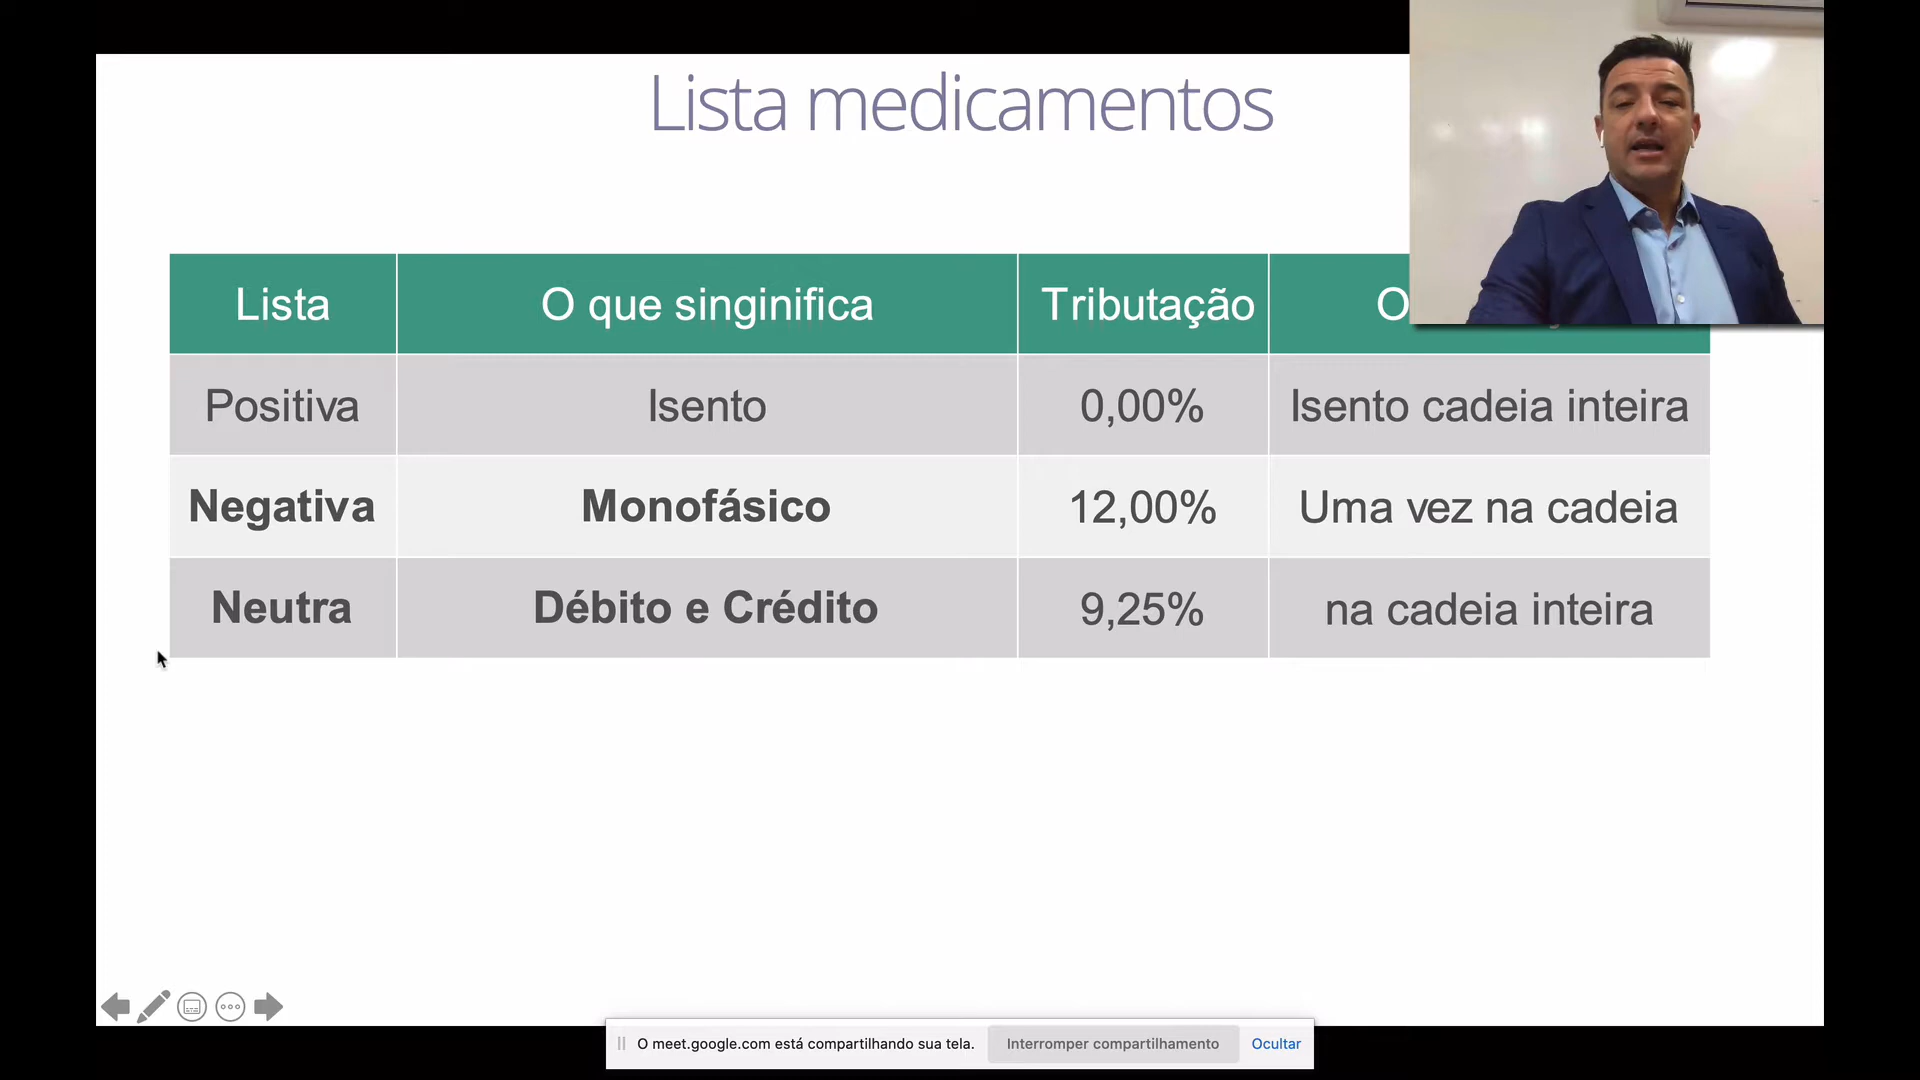 Lista medicamentos
Lista O que singinifica Tributação O
Positiva Isento 0,00% Isento cadeia inteira
Negativa Monofásico 12,00% Uma vez na cadeia
Neutra Débito e Crédito 9,25% na cadeia inteira
O meet.google.com está compartilhando sua tela. Interromper compartilhamento Ocultar